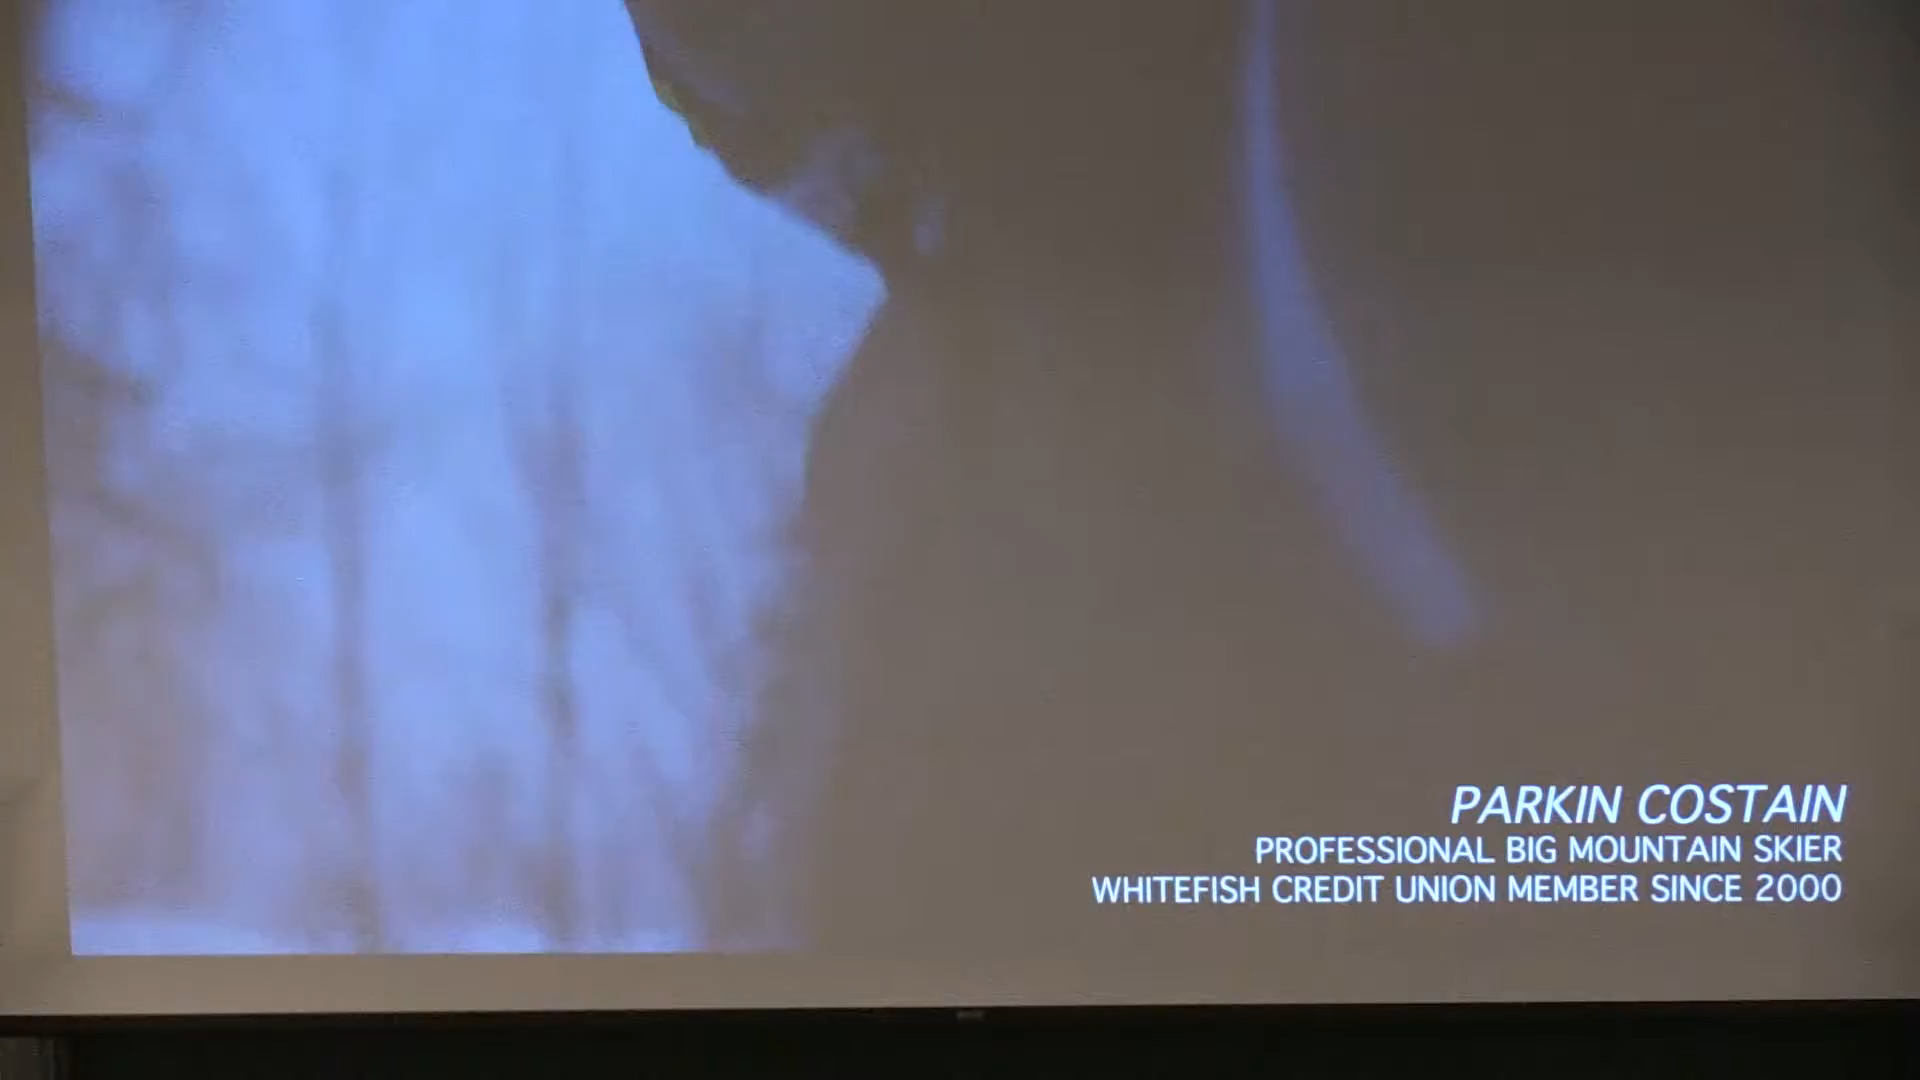 PARKIN COSTAIN
PROFESSIONAL BIG MOUNTAIN SKIER
WHITEFISH CREDIT UNION MEMBER SINCE 2000